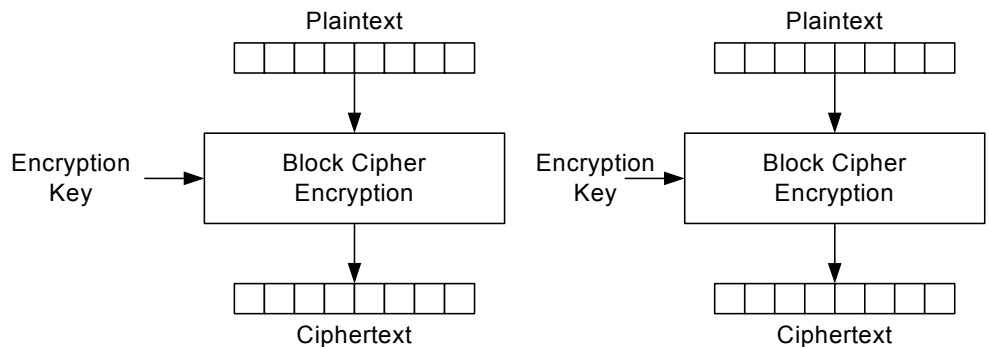 Plaintext
Plaintext
Encryption
Key
Block Cipher
Encryption
Encryption
Key
Block Cipher
Encryption
Ciphertext
Ciphertext